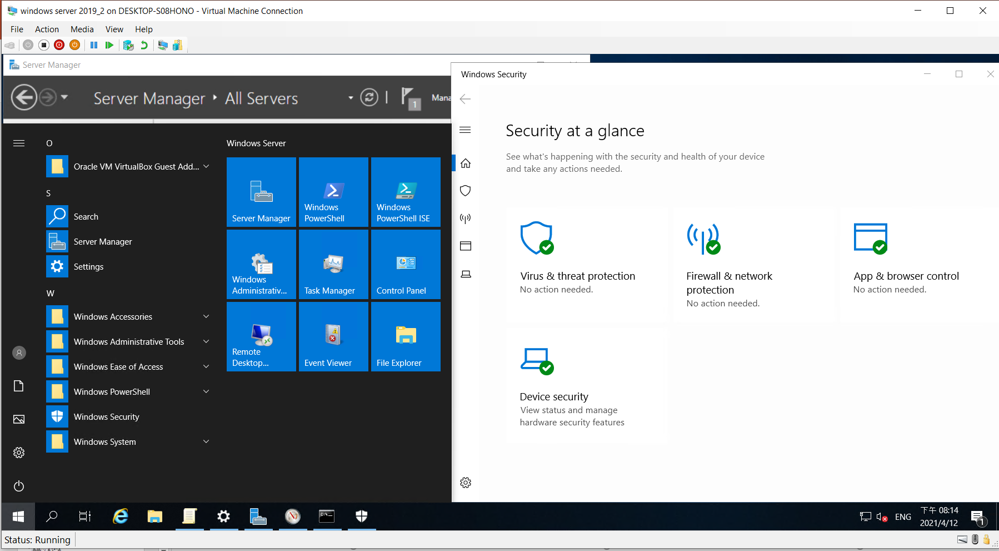 windows server 2019_2 on DESKTOP-S08HONO - Virtual Machine Connection
File Action Media View Help
Server Manager
Server Manager ‣ All Servers
1
Windows Security
Security at a glance
See what's happening with the security and health of your device
and take any actions needed.
O
Oracle VM VirtualBox Guest Add...
S
Search
Server Manager
Settings
W
Windows Accessories
Windows Administrative Tools
Windows Ease of Access
Windows PowerShell
Windows Security
Windows System
Windows Server
Server Manager
Windows
PowerShell
Windows
PowerShell ISE
Windows
Administrativ...
Task Manager
Control Panel
Remote
Desktop...
Event Viewer
File Explorer
Virus & threat protection
No action needed.
Firewall & network
protection
No action needed.
App & browser control
No action needed.
Device security
View status and manage
hardware security features
ENG
下午 08:14
2021/4/12
1
Status: Running